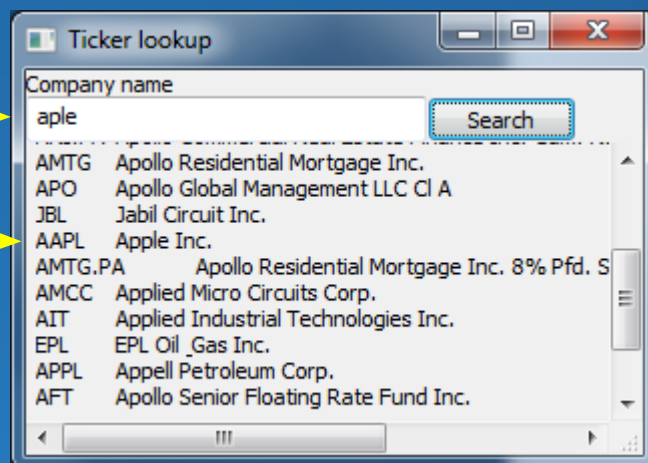 Ticker lookup
Company name
aple
Search
AMTG Apollo Residential Mortgage Inc.
APO Apollo Global Management LLC Cl A
JBL Jabil Circuit Inc.
AAPL Apple Inc.
AMTG.PA Apollo Residential Mortgage Inc. 8% Pfd. S
AMCC Applied Micro Circuits Corp.
AIT Applied Industrial Technologies Inc.
EPL EPL Oil _Gas Inc.
APPL Appell Petroleum Corp.
AFT Apollo Senior Floating Rate Fund Inc.